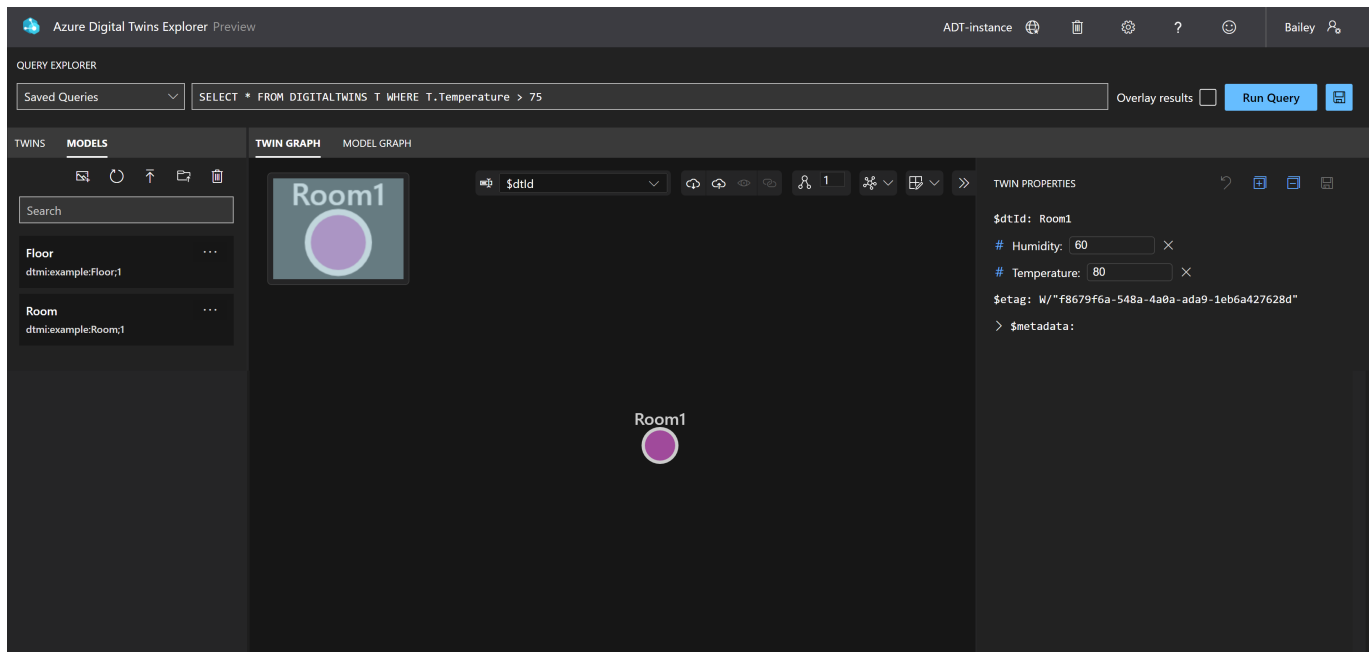 Azure Digital Twins Explorer Preview
ADT-instance
?
Bailey
QUERY EXPLORER
Saved Queries
SELECT * FROM DIGITALTWINS T WHERE T.Temperature > 75
Overlay results
Run Query
TWINS MODELS
TWIN GRAPH MODEL GRAPH
Search
Floor
dtmi:example:Floor;1
Room
dtmi:example:Room;1
Room1
$dtId
1
Room1
TWIN PROPERTIES
$dtId: Room1
# Humidity: 60
# Temperature: 80
$etag: W/"f8679f6a-548a-4a0a-ada9-1eb6a427628d"
$metadata: